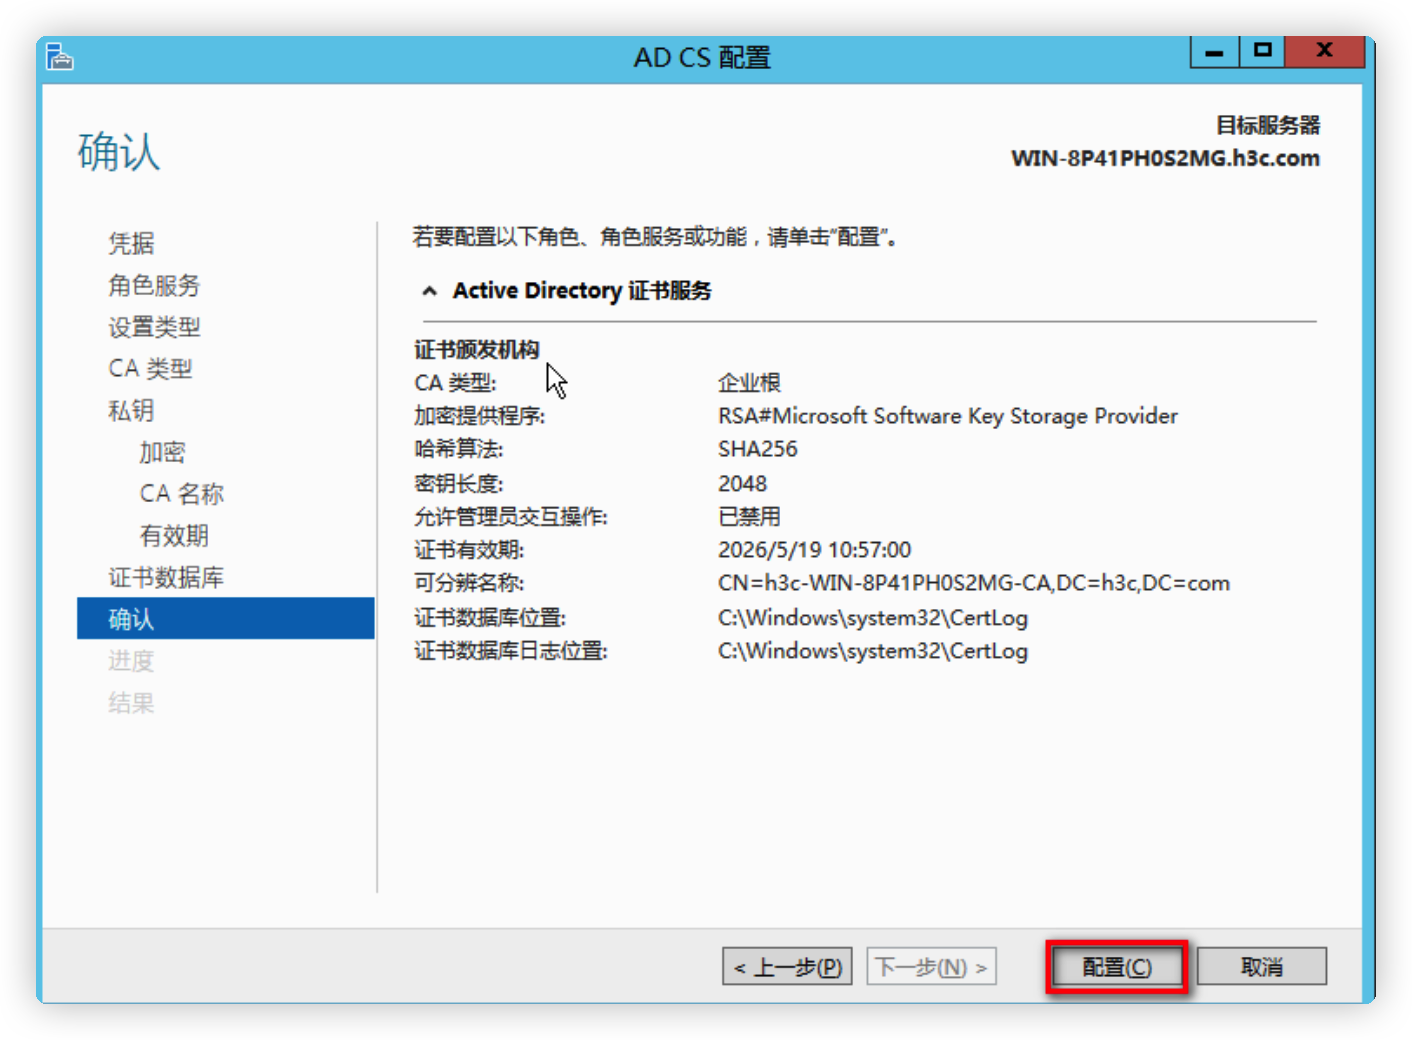 AD CS 配置
确认
目标服务器
WIN-8P41PH0S2MG.h3c.com
凭据
角色服务
设置类型
CA 类型
私钥
加密
CA 名称
有效期
证书数据库
确认
进度
结果
若要配置以下角色、角色服务或功能，请单击"配置"。
Active Directory 证书服务
证书颁发机构
CA 类型: 企业根
加密提供程序: RSA#Microsoft Software Key Storage Provider
哈希算法: SHA256
密钥长度: 2048
允许管理员交互操作: 已禁用
证书有效期: 2026/5/19 10:57:00
可分辨名称: CN=h3c-WIN-8P41PH0S2MG-CA,DC=h3c,DC=com
证书数据库位置: C:\Windows\system32\CertLog
证书数据库日志位置: C:\Windows\system32\CertLog
< 上一步(P) 下一步(N) > 配置(C) 取消